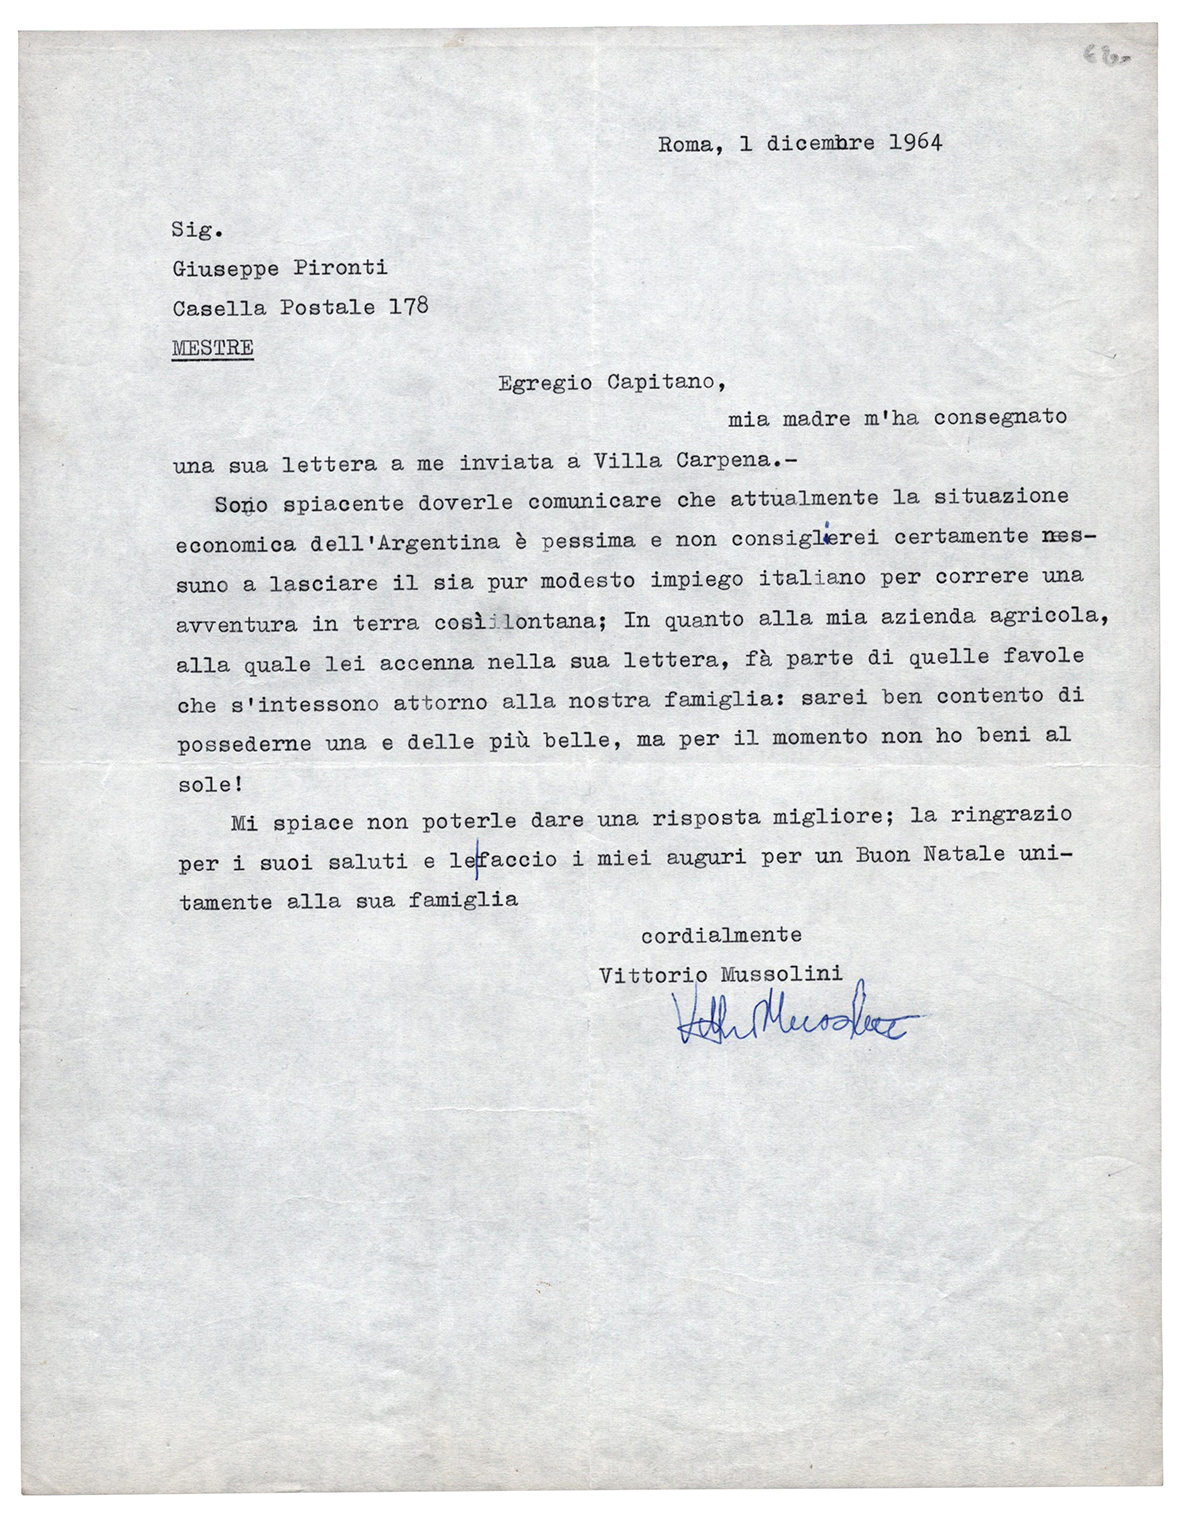 Roma, 1 dicembre 1964
Sig.
Giuseppe Pironti
Casella Postale 178
MESTRE
Egregio Capitano,
mia madre m'ha consegnato
una sua lettera a me inviata a Villa Carpena.-
Sono spiacente doverle comunicare che attualmente la situazione
economica dell'Argentina è pessima e non consiglierei certamente nes-
suno a lasciare il sia pur modesto impiego italiano per correre una
avventura in terra così lontana; In quanto alla mia azienda agricola,
alla quale lei accenna nella sua lettera, fà parte di quelle favole
che s'intessono attorno alla nostra famiglia: sarei ben contento di
possederne una e delle più belle, ma per il momento non ho beni al
sole!
Mi spiace non poterle dare una risposta migliore; la ringrazio
per i suoi saluti e le faccio i miei auguri per un Buon Natale uni-
tamente alla sua famiglia
cordialmente
Vittorio Mussolini